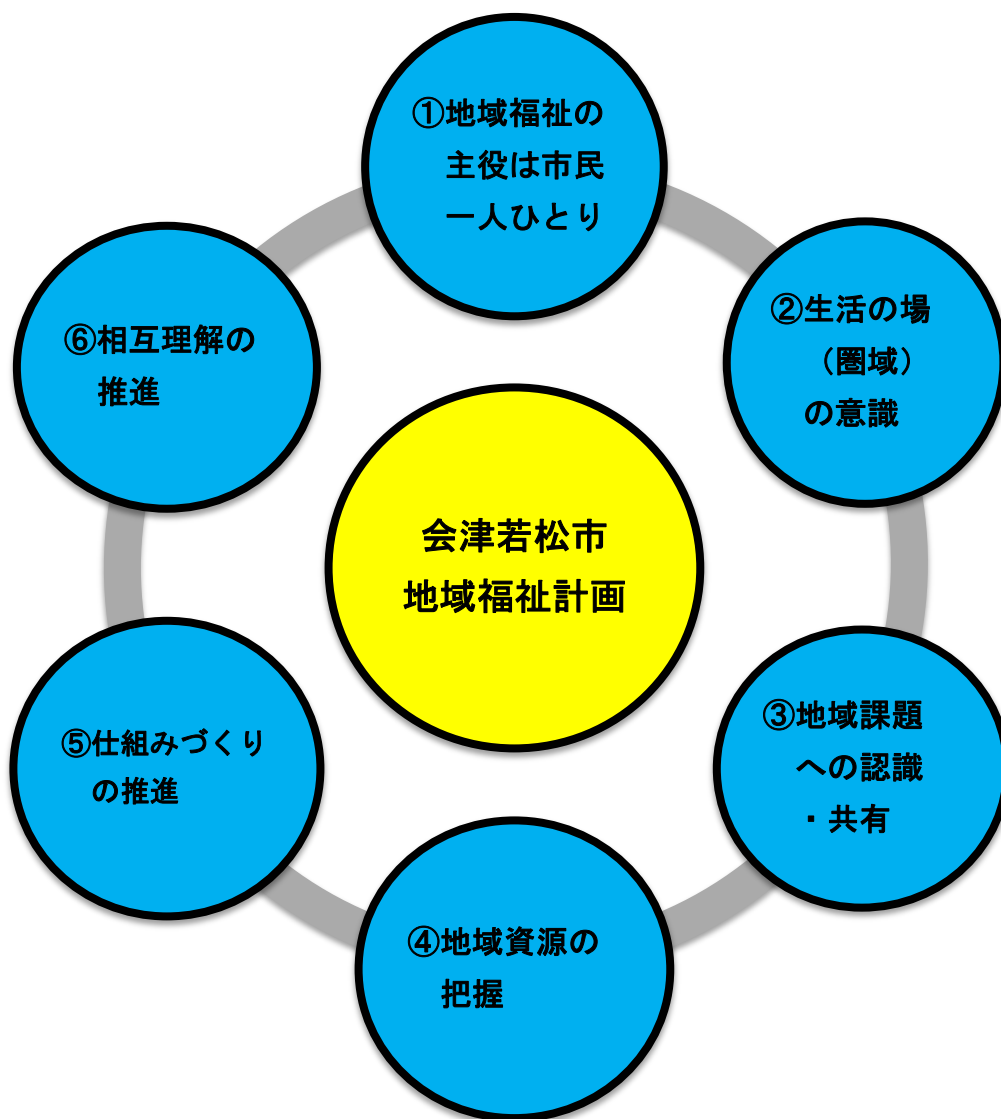 ①地域福祉の
主役は市民
一人ひとり
②生活の場
（圏域）
の意識
③地域課題
への認識
・共有
④地域資源の
把握
⑤仕組みづくり
の推進
⑥相互理解の
推進
会津若松市
地域福祉計画